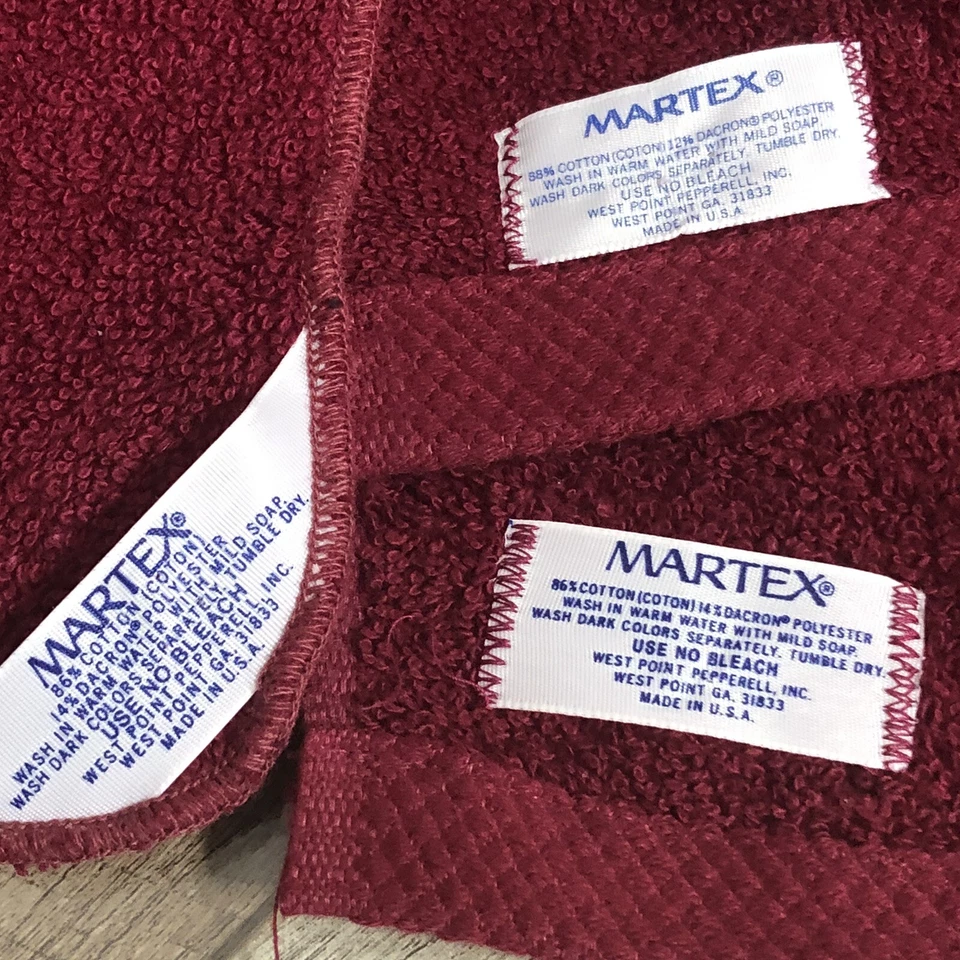 MARTEX®
88% COTTON (COTON) 12% DACRON® POLYESTER
WASH IN WARM WATER WITH MILD SOAP.
WASH DARK COLORS SEPARATELY. TUMBLE DRY.
USE NO BLEACH
WEST POINT PEPPERELL, INC.
WEST POINT GA. 31833
MADE IN U.S.A.
MARTEX®
86% COTTON (COTON)
14% DACRON® POLYESTER
WASH IN WARM WATER WITH MILD SOAP.
WASH DARK COLORS SEPARATELY. TUMBLE DRY.
USE NO BLEACH
WEST POINT PEPPERELL, INC.
WEST POINT GA. 31833
MADE IN U.S.A.
MARTEX®
86% COTTON (COTON) 14% DACRON® POLYESTER
WASH IN WARM WATER WITH MILD SOAP.
WASH DARK COLORS SEPARATELY. TUMBLE DRY.
USE NO BLEACH
WEST POINT PEPPERELL, INC.
WEST POINT GA. 31833
MADE IN U.S.A.